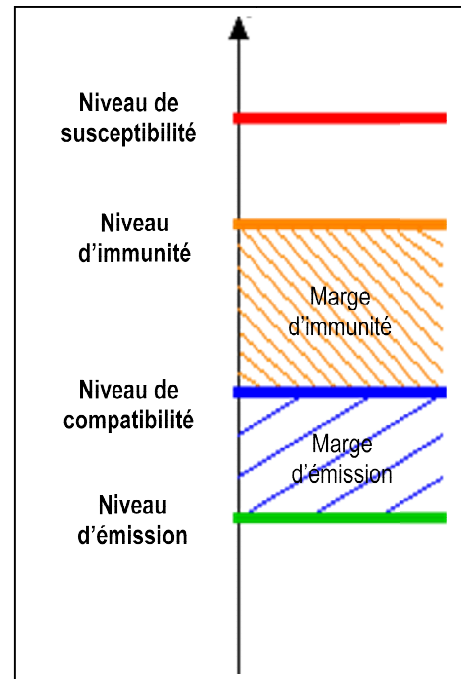 Niveau de
susceptibilité
Niveau
d'immunité
Marge
d'immunité
Niveau de
compatibilité
Marge
d'émission
Niveau
d'émission